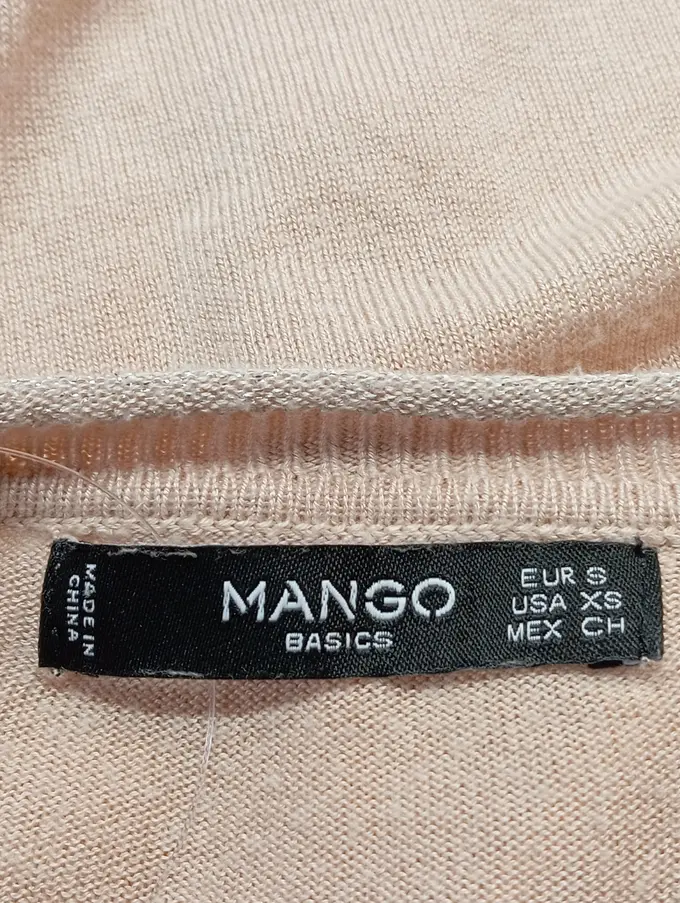 MADE IN
CHINA
MANGO
BASICS
EUR S
USA XS
MEX CH